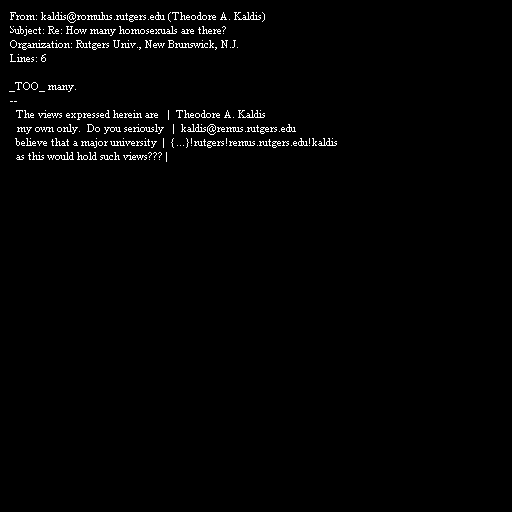 From: kaldis@romulus.rutgers.edu (Theodore A. Kaldis)
Subject: Re: How many homosexuals are there?
Organization: Rutgers Univ., New Brunswick, N.J.
Lines: 6

_TOO_ many.
--
The views expressed herein are | Theodore A. Kaldis
my own only. Do you seriously | kaldis@remus.rutgers.edu
believe that a major university | {...}!rutgers!remus.rutgers.edu!kaldis
as this would hold such views??? |